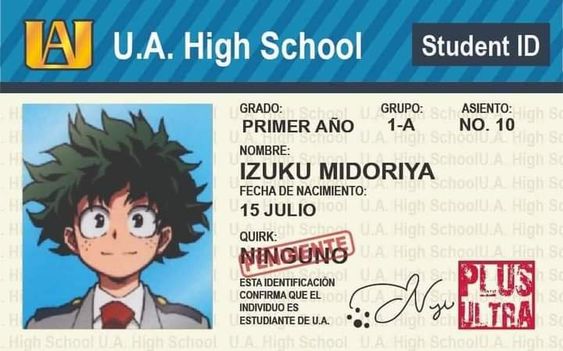 UA U.A. High School Student ID
GRADO: GRUPO: ASIENTO:
PRIMER AÑO 1-A NO. 10
NOMBRE:
IZUKU MIDORIYA
FECHA DE NACIMIENTO:
15 JULIO
QUIRK:
NINGUNO
PENDIENTE
ESTA IDENTIFICACIÓN
CONFIRMA QUE EL
INDIVIDUO ES
ESTUDIANTE DE U.A.
PLUS
ULTRA